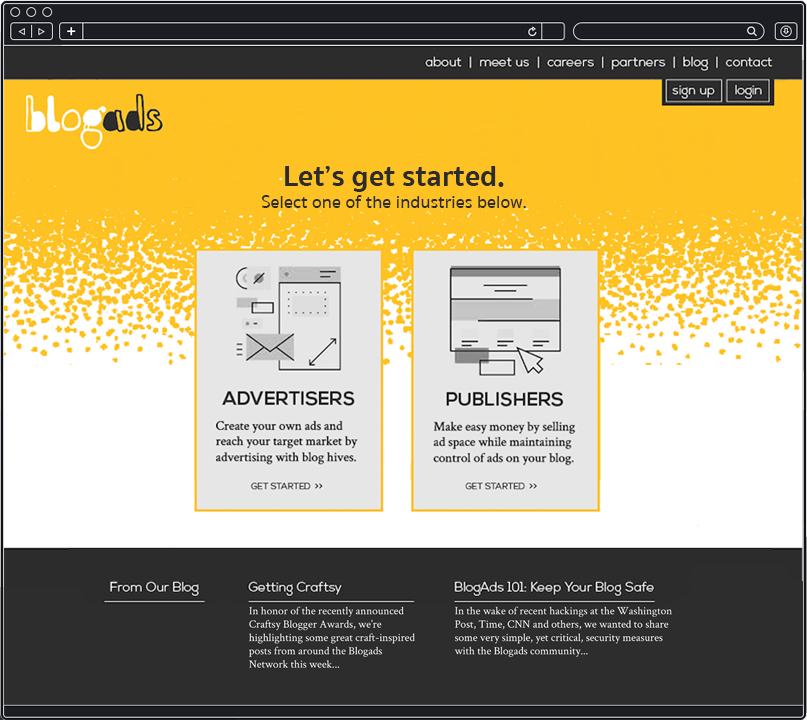 about | meet us | careers | partners | blog | contact
sign up login
blogads
Let's get started.
Select one of the industries below.
ADVERTISERS
Create your own ads and
reach your target market by
advertising with blog hives.
GET STARTED >>
PUBLISHERS
Make easy money by selling
ad space while maintaining
control of ads on your blog.
GET STARTED >>
From Our Blog
Getting Craftsy
In honor of the recently announced
Craftsy Blogger Awards, we're
highlighting some great craft-inspired
posts from around the Blogads
Network this week...
BlogAds 101: Keep Your Blog Safe
In the wake of recent hackings at the Washington
Post, Time, CNN and others, we wanted to share
some very simple, yet critical, security measures
with the Blogads community...